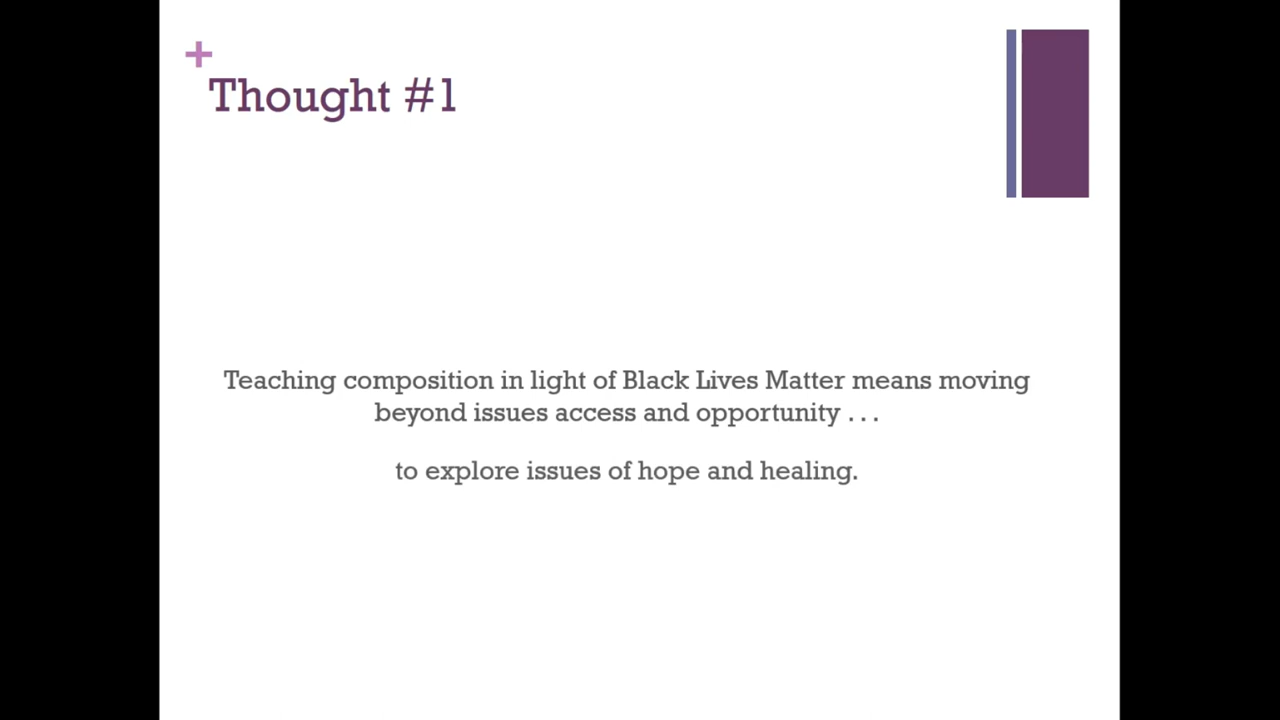 +
Thought #1
Teaching composition in light of Black Lives Matter means moving
beyond issues access and opportunity . . .
to explore issues of hope and healing.